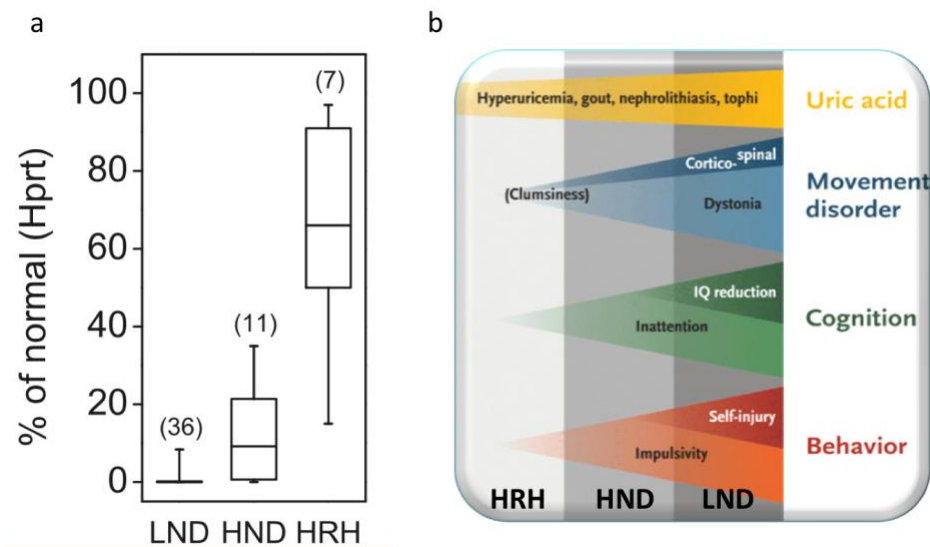 a
% of normal (Hprt)
100
80
60
40
20
0
(36)
(11)
(7)
LND HND HRH
b
Hyperuricemia, gout, nephrolithiasis, tophi
Uric acid
Cortico-spinal
(Clumsiness)
Dystonia
Movement
disorder
IQ reduction
Inattention
Cognition
Self-injury
Impulsivity
Behavior
HRH HND LND